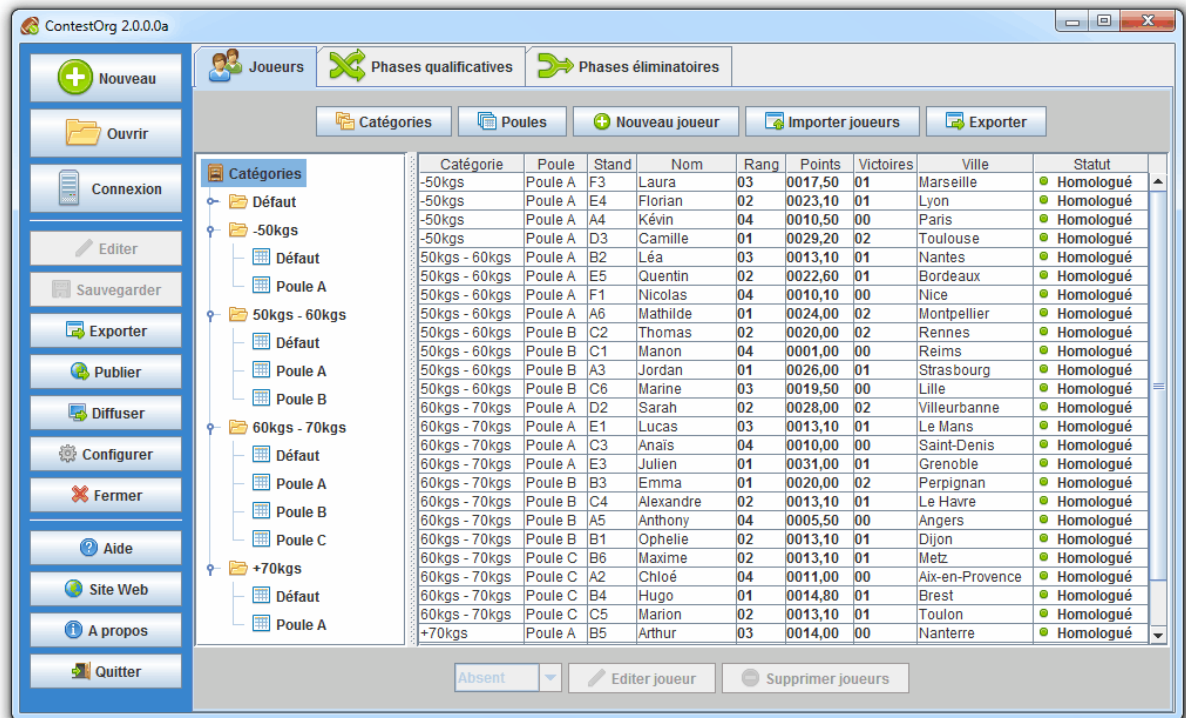 ContestOrg 2.0.0.0a
Nouveau
Ouvrir
Connexion
Editer
Sauvegarder
Exporter
Publier
Diffuser
Configurer
Fermer
Aide
Site Web
A propos
Quitter
Joueurs Phases qualificatives Phases éliminatoires
Catégories Poules Nouveau joueur Importer joueurs Exporter
Catégories
Défaut
-50kgs
Défaut
Poule A
50kgs - 60kgs
Défaut
Poule A
Poule B
60kgs - 70kgs
Défaut
Poule A
Poule B
Poule C
+70kgs
Défaut
Poule A
Catégorie Poule Stand Nom Rang Points Victoires Ville Statut
-50kgs Poule A F3 Laura 03 0017,50 01 Marseille Homologué
-50kgs Poule A E4 Florian 02 0023,10 01 Lyon Homologué
-50kgs Poule A A4 Kévin 04 0010,50 00 Paris Homologué
-50kgs Poule A D3 Camille 01 0029,20 02 Toulouse Homologué
50kgs - 60kgs Poule A B2 Léa 03 0013,10 01 Nantes Homologué
50kgs - 60kgs Poule A E5 Quentin 02 0022,60 01 Bordeaux Homologué
50kgs - 60kgs Poule A F1 Nicolas 04 0010,10 00 Nice Homologué
50kgs - 60kgs Poule A A6 Mathilde 01 0024,00 02 Montpellier Homologué
50kgs - 60kgs Poule B C2 Thomas 02 0020,00 02 Rennes Homologué
50kgs - 60kgs Poule B C1 Manon 04 0001,00 00 Reims Homologué
50kgs - 60kgs Poule B A3 Jordan 01 0026,00 01 Strasbourg Homologué
50kgs - 60kgs Poule B C6 Marine 03 0019,50 00 Lille Homologué
60kgs - 70kgs Poule A D2 Sarah 02 0028,00 02 Villeurbanne Homologué
60kgs - 70kgs Poule A E1 Lucas 03 0013,10 01 Le Mans Homologué
60kgs - 70kgs Poule A C3 Anaïs 04 0010,00 00 Saint-Denis Homologué
60kgs - 70kgs Poule A E3 Julien 01 0031,00 01 Grenoble Homologué
60kgs - 70kgs Poule B B3 Emma 01 0020,00 02 Perpignan Homologué
60kgs - 70kgs Poule B C4 Alexandre 02 0013,10 01 Le Havre Homologué
60kgs - 70kgs Poule B A5 Anthony 04 0005,50 00 Angers Homologué
60kgs - 70kgs Poule B B1 Ophelie 02 0013,10 01 Dijon Homologué
60kgs - 70kgs Poule C B6 Maxime 02 0013,10 01 Metz Homologué
60kgs - 70kgs Poule C A2 Chloé 04 0011,00 00 Aix-en-Provence Homologué
60kgs - 70kgs Poule C B4 Hugo 01 0014,80 01 Brest Homologué
60kgs - 70kgs Poule C C5 Marion 02 0013,10 01 Toulon Homologué
+70kgs Poule A B5 Arthur 03 0014,00 00 Nanterre Homologué
Absent Editer joueur Supprimer joueurs